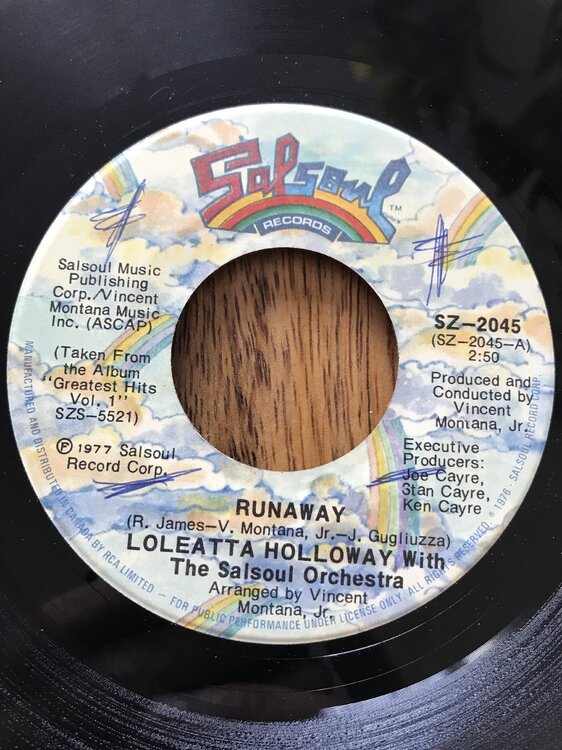 Salsoul TM
RECORDS
Salsoul Music
Publishing
Corp./Vincent
Montana Music
Inc. (ASCAP)
(Taken From
the Album
"Greatest Hits
Vol. 1"
SZS-5521)
Ⓟ 1977 Salsoul
Record Corp.
SZ-2045
(SZ-2045-A)
2:50
Produced and
Conducted by
Vincent
Montana, Jr.
Executive
Producers:
Joe Cayre,
Stan Cayre,
Ken Cayre
RUNAWAY
(R. James-V. Montana, Jr.-J. Gugliuzza)
LOLEATTA HOLLOWAY With
The Salsoul Orchestra
Arranged by Vincent
Montana, Jr.
MANUFACTURED AND DISTRIBUTED IN CANADA BY RCA LIMITED - FOR PUBLIC PERFORMANCE UNDER LICENSE ONLY. ALL RIGHTS RESERVED. 1976 SALSOUL RECORD CORP.